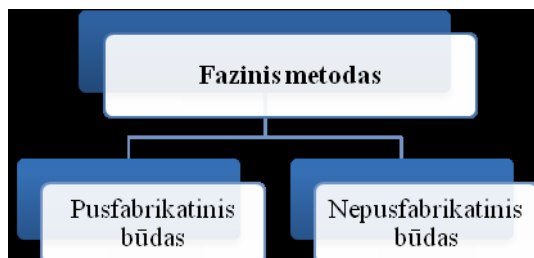 Fazinis metodas
Pusfabrikatinis
būdas
Nepusfabrikatinis
būdas